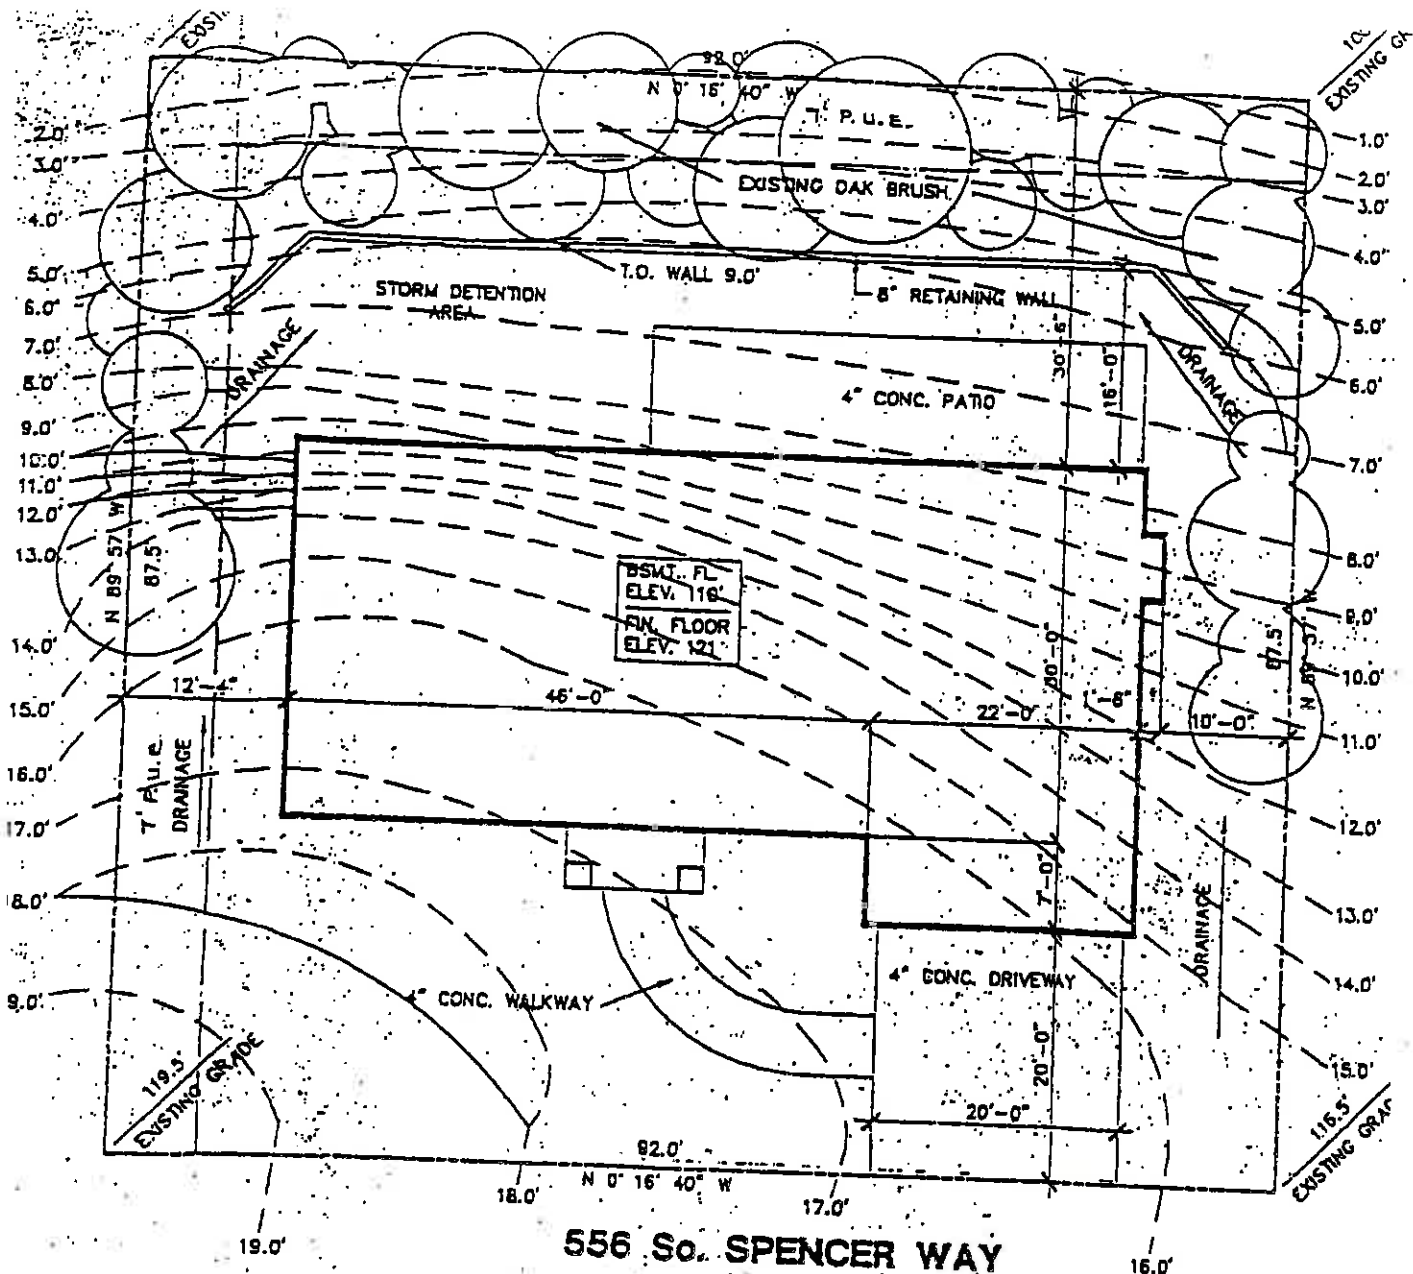 92.0'
N 0° 16' 40" W
EXISTING
7' P.U.E.
EXISTING OAK BRUSH
T.O. WALL 9.0'
8" RETAINING WALL
STORM DETENTION
AREA
DRAINAGE
DRAINAGE
4" CONC. PATIO
30'-6"
16'-0"
2.0'
3.0'
4.0'
5.0'
6.0'
7.0'
8.0'
9.0'
10.0'
11.0'
12.0'
13.0
14.0'
15.0'
16.0'
17.0'
18.0'
9.0'
1.0'
2.0'
3.0'
4.0"
5.0'
6.0'
7.0'
8.0'
9.0'
10.0'
11.0'
12.0'
13.0'
14.0'
15.0'
N 89° 57' W
87.5'
87.5'
N 89° 57' W
BSMT. FL.
FIN. FLOOR
ELEV. 121'
12'-4"
46'-0"
22'-0"
30'-0"
10'-0"
7' P.U.E.
DRAINAGE
7'-0"
DRAINAGE
4" CONC. WALKWAY
4" CONC. DRIVEWAY
20'-0"
20'-0"
119.5'
EXISTING GRADE
116.5'
EXISTING GRA
92.0'
N 0° 16' 40" W
19.0'
18.0'
17.0'
16.0'
556 So. SPENCER WAY